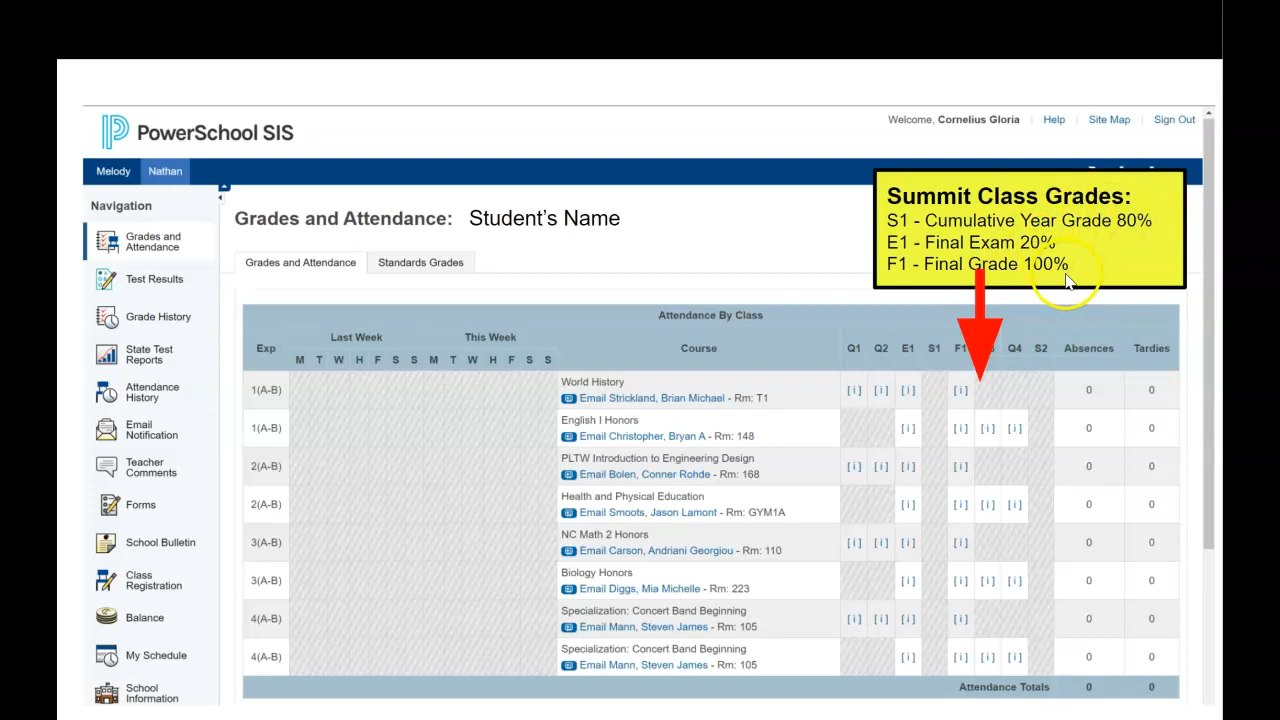 PowerSchool SIS
Welcome, Cornelius Gloria Help Site Map Sign Out
Melody Nathan
Navigation
Grades and
Attendance
Test Results
Grade History
State Test
Reports
Attendance
History
Email
Notification
Teacher
Comments
Forms
School Bulletin
Class
Registration
Balance
My Schedule
School
Information
Grades and Attendance: Student's Name
Summit Class Grades:
S1 - Cumulative Year Grade 80%
E1 - Final Exam 20%
F1 - Final Grade 100%
Grades and Attendance Standards Grades
Attendance By Class
Last Week This Week
Exp Course Q1 Q2 E1 S1 F1 Q4 S2 Absences Tardies
M T W H F S S M T W H F S S
World History
1(A-B) [ i ] [ i ] [ i ] [ i ] 0 0
Email Strickland, Brian Michael - Rm: T1
English I Honors
1(A-B) [ i ] [ i ] [ i ] [ i ] 0 0
Email Christopher, Bryan A - Rm: 148
PLTW Introduction to Engineering Design
2(A-B) [ i ] [ i ] [ i ] [ i ] 0 0
Email Bolen, Conner Rohde - Rm: 168
Health and Physical Education
2(A-B) [ i ] [ i ] [ i ] [ i ] 0 0
Email Smoots, Jason Lamont - Rm: GYM1A
NC Math 2 Honors
3(A-B) [ i ] [ i ] [ i ] [ i ] 0 0
Email Carson, Andriani Georgiou - Rm: 110
Biology Honors
3(A-B) [ i ] [ i ] [ i ] [ i ] 0 0
Email Diggs, Mia Michelle - Rm: 223
Specialization: Concert Band Beginning
4(A-B) [ i ] [ i ] [ i ] [ i ] 0 0
Email Mann, Steven James - Rm: 105
Specialization: Concert Band Beginning
4(A-B) [ i ] [ i ] [ i ] [ i ] 0 0
Email Mann, Steven James - Rm: 105
Attendance Totals 0 0